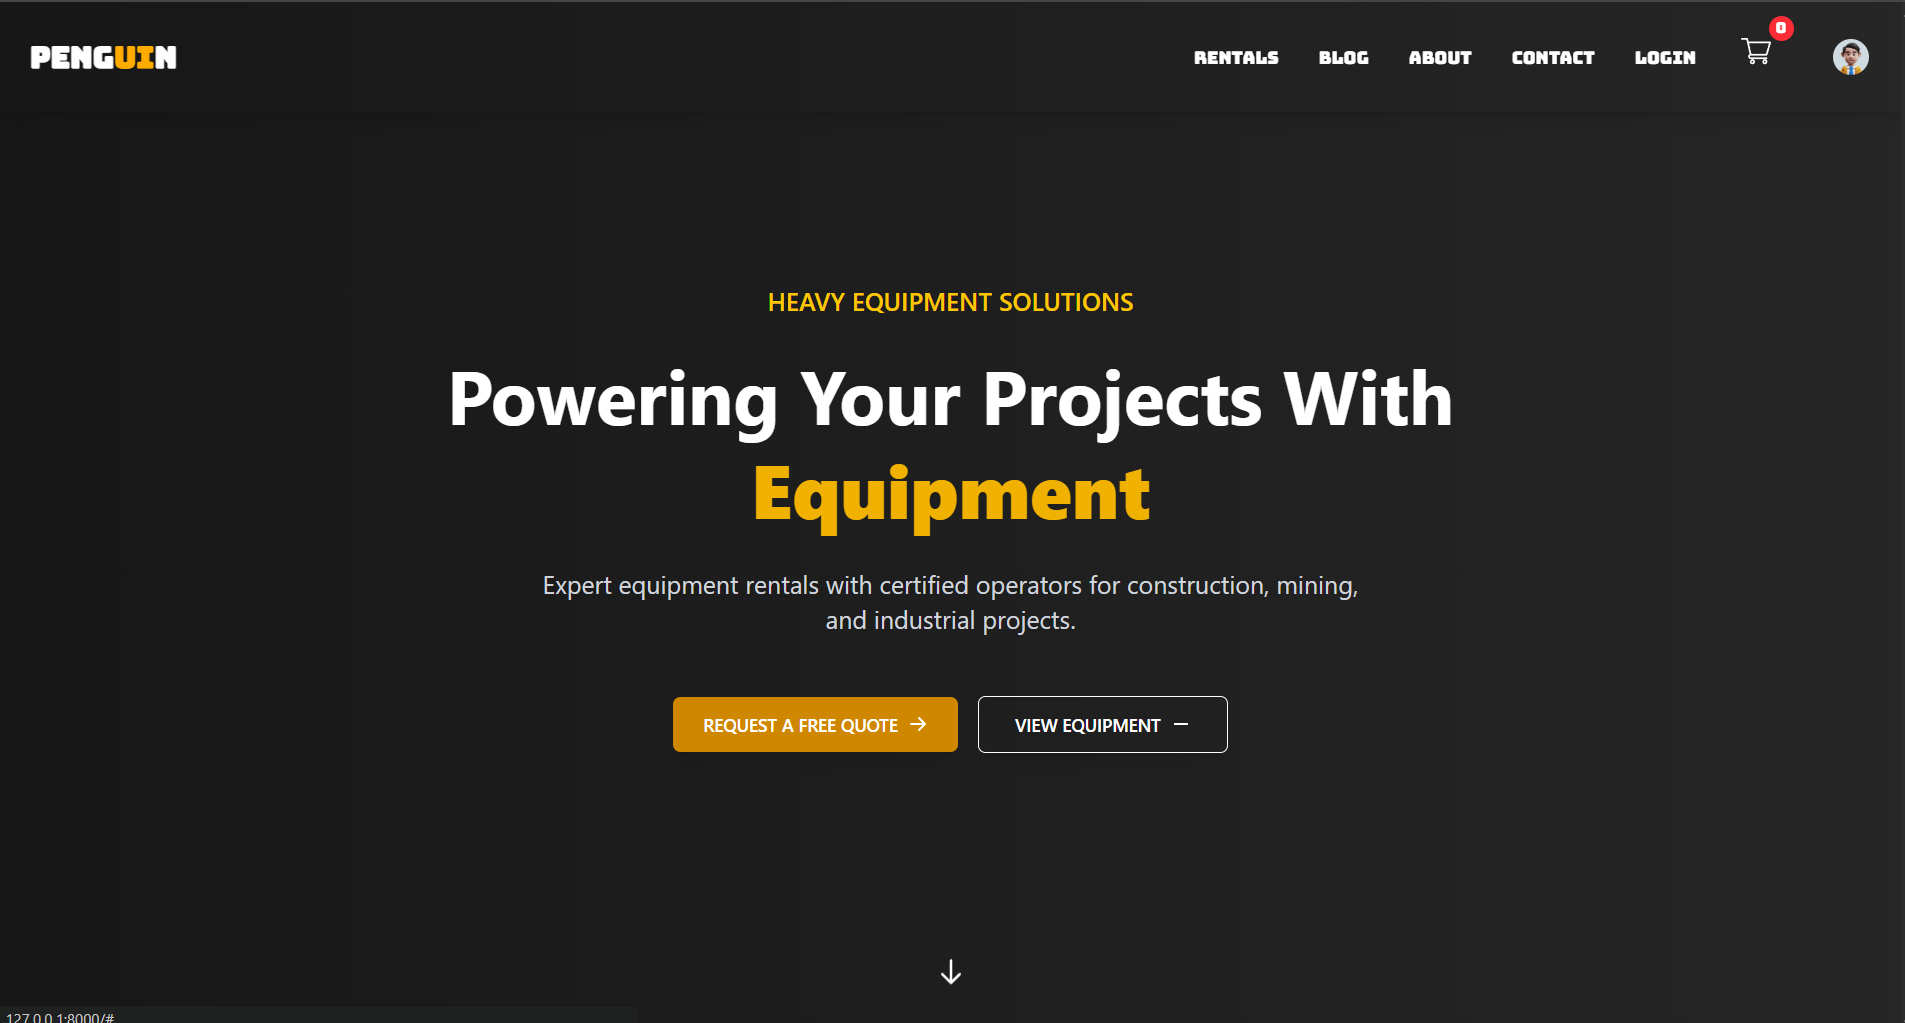 PENGUIN
RENTALS BLOG ABOUT CONTACT LOGIN 0
HEAVY EQUIPMENT SOLUTIONS
Powering Your Projects With
Equipment
Expert equipment rentals with certified operators for construction, mining,
and industrial projects.
REQUEST A FREE QUOTE → VIEW EQUIPMENT —
127.0.0.1:8000/#